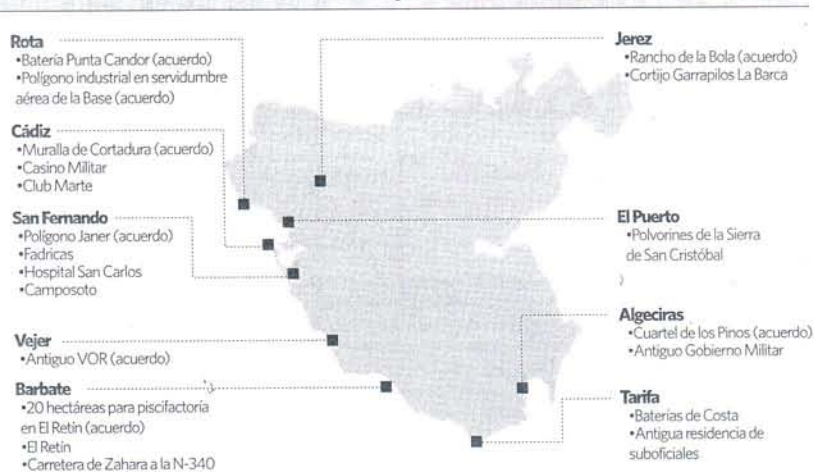 Rota
•Batería Punta Candor (acuerdo)
•Polígono industrial en servidumbre
aérea de la Base (acuerdo)
Cádiz
•Muralla de Cortadura (acuerdo)
•Casino Militar
•Club Marte
San Fernando
•Polígono Janer (acuerdo)
•Fadricas
•Hospital San Carlos
•Camposoto
Vejer
•Antiguo VOR (acuerdo)
Barbate
•20 hectáreas para piscifactoría
en El Retín (acuerdo)
•El Retín
•Carretera de Zahara a la N-340
Jerez
•Rancho de la Bola (acuerdo)
•Cortijo Garrapilos La Barca
El Puerto
•Polvorines de la Sierra
de San Cristóbal
Algeciras
•Cuartel de los Pinos (acuerdo)
•Antiguo Gobierno Militar
Tarifa
•Baterías de Costa
•Antigua residencia de
suboficiales